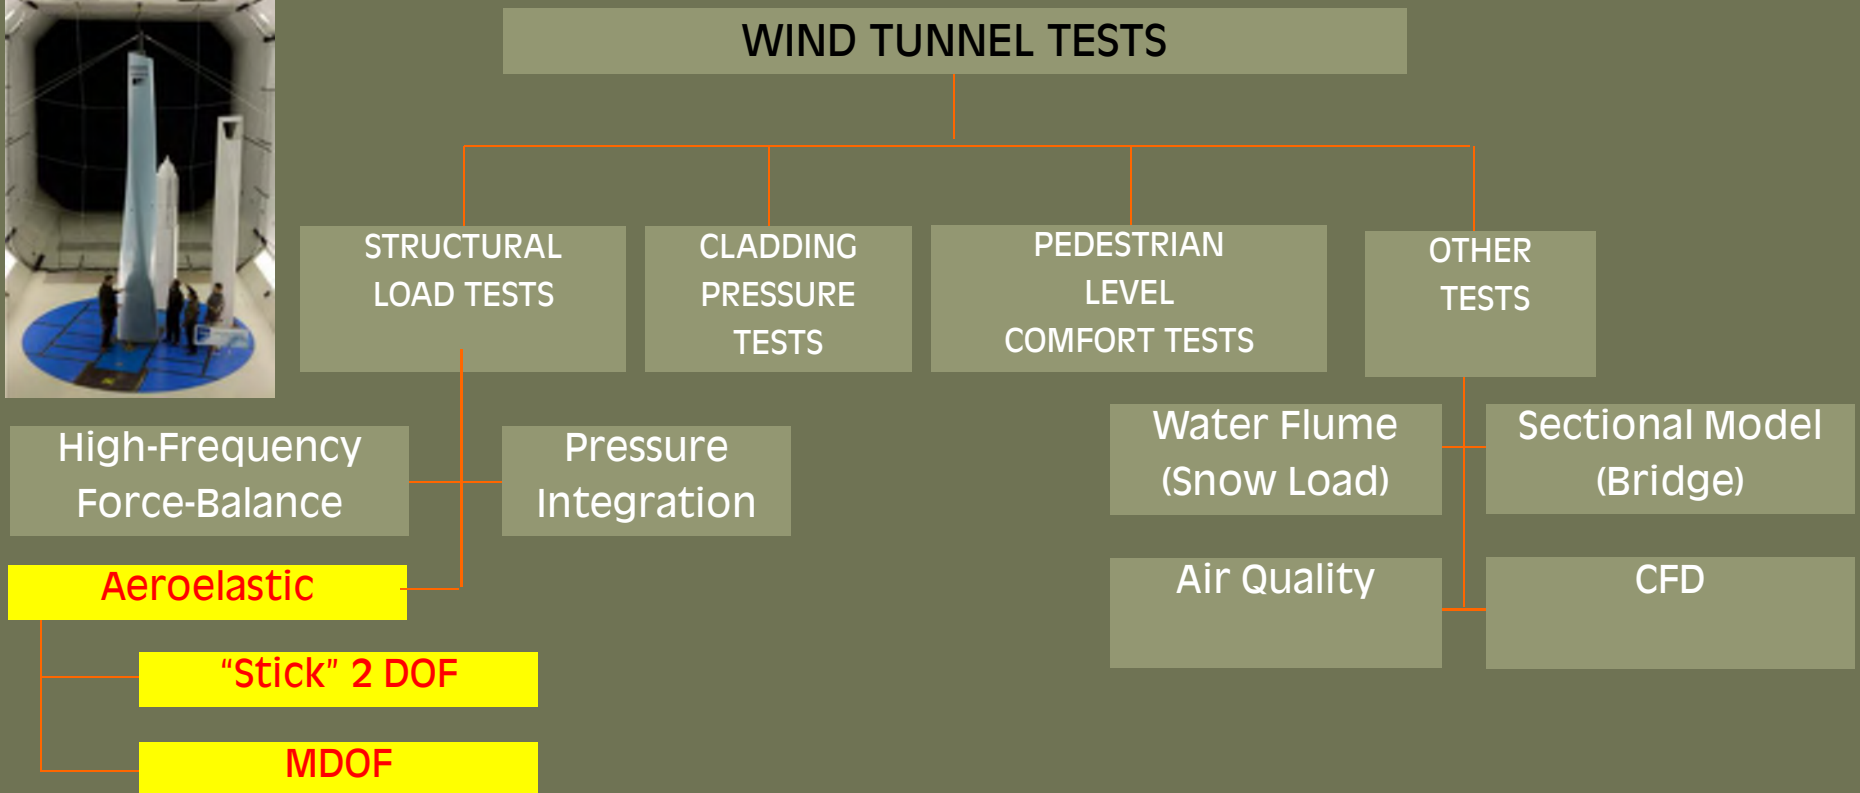 WIND TUNNEL TESTS
STRUCTURAL
LOAD TESTS
CLADDING
PRESSURE
TESTS
PEDESTRIAN
LEVEL
COMFORT TESTS
OTHER
TESTS
High-Frequency
Force-Balance
Pressure
Integration
Water Flume
(Snow Load)
Sectional Model
(Bridge)
Aeroelastic
Air Quality
CFD
“Stick” 2 DOF
MDOF